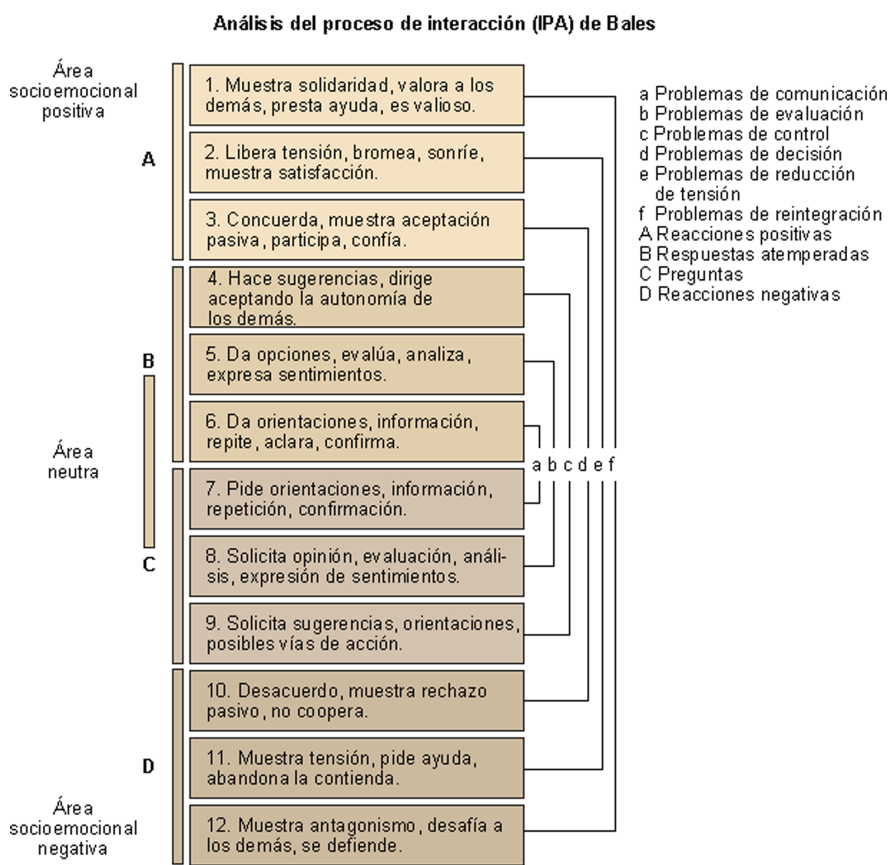 Análisis del proceso de interacción (IPA) de Bales
Área
socioemocional
positiva
A
1. Muestra solidaridad, valora a los
demás, presta ayuda, es valioso.
2. Libera tensión, bromea, sonríe,
muestra satisfacción.
3. Concuerda, muestra aceptación
pasiva, participa, confía.
B
Área
neutra
C
4. Hace sugerencias, dirige
aceptando la autonomía de
los demás.
5. Da opciones, evalúa, analiza,
expresa sentimientos.
6. Da orientaciones, información,
repite, aclara, confirma.
7. Pide orientaciones, información,
repetición, confirmación.
8. Solicita opinión, evaluación, análi-
sis, expresión de sentimientos.
9. Solicita sugerencias, orientaciones,
posibles vías de acción.
D
Área
socioemocional
negativa
10. Desacuerdo, muestra rechazo
pasivo, no coopera.
11. Muestra tensión, pide ayuda,
abandona la contienda.
12. Muestra antagonismo, desafía a
los demás, se defiende.
a b c d e f
a Problemas de comunicación
b Problemas de evaluación
c Problemas de control
d Problemas de decisión
e Problemas de reducción
de tensión
f Problemas de reintegración
A Reacciones positivas
B Respuestas atemperadas
C Preguntas
D Reacciones negativas